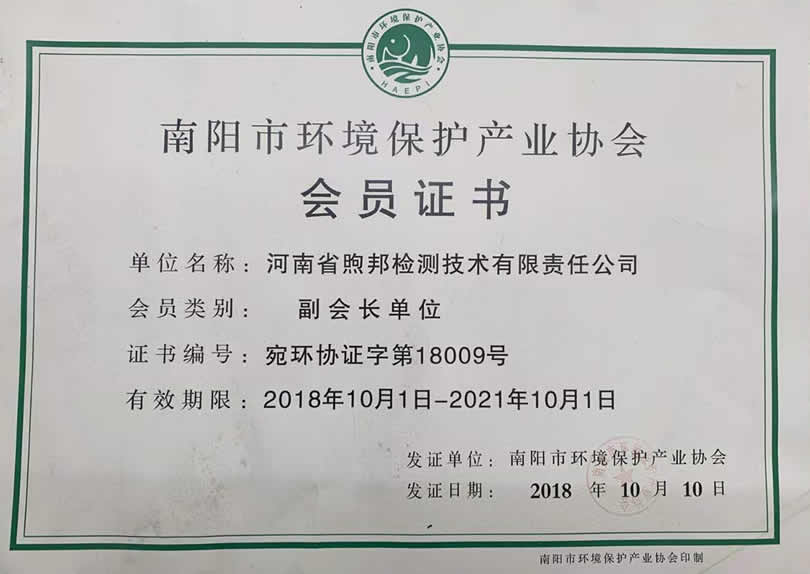 南阳市环境保护产业协会
HAEPI
南阳市环境保护产业协会
会员证书
单位名称：河南省煦邦检测技术有限责任公司
会员类别：副会长单位
证书编号：宛环协证字第18009号
有效期限：2018年10月1日-2021年10月1日
发证单位：南阳市环境保护产业协会
发证日期：2018 年 10 月 10 日
南阳市环境保护产业协会印制